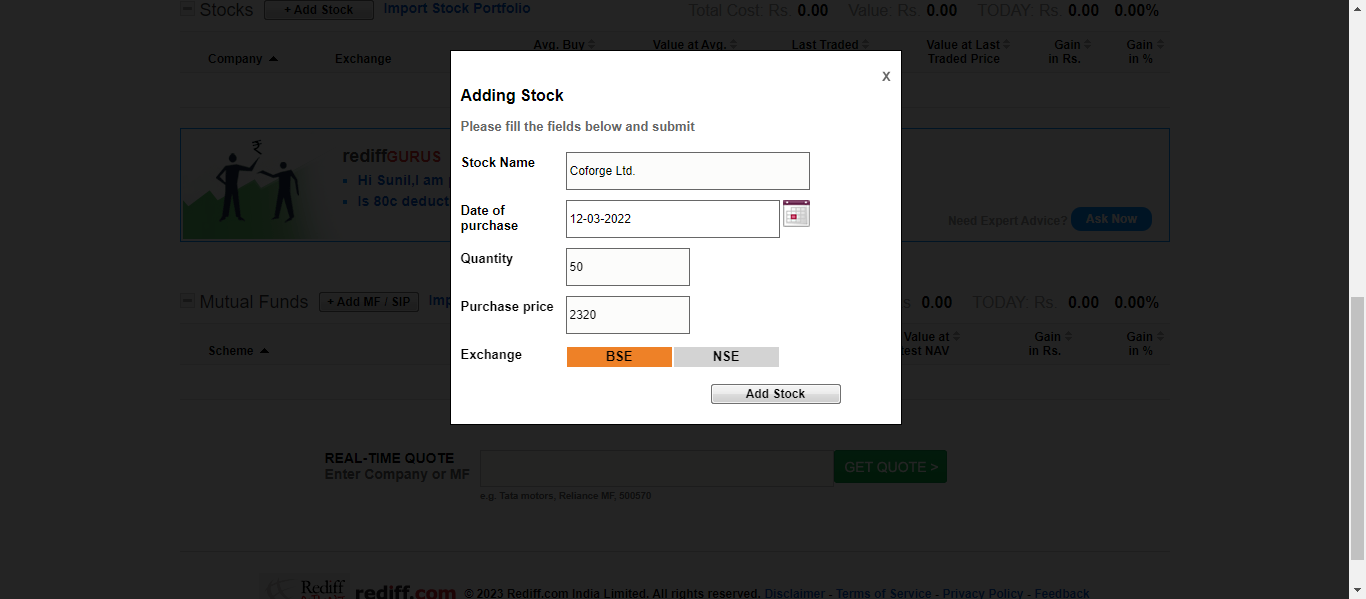 Stocks + Add Stock Import Stock Portfolio Total Cost: Rs. 0.00 Value: Rs. 0.00 TODAY Rs. 0.00 0.00%
Avg. Buy Value at Avg. Last Traded Value at Last Gain Gain
Company Exchange Traded Price in Rs. in %
X
Adding Stock
Please fill the fields below and submit
rediffGURUS
Hi Sunil,I am
Is 80c deduct
Need Expert Advice? Ask Now
Stock Name Coforge Ltd.
Date of
purchase 12-03-2022
Quantity 50
Purchase price 2320
Exchange BSE NSE
Add Stock
Mutual Funds + Add MF / SIP 0.00 TODAY Rs. 0.00 0.00%
Value at Gain Gain
Scheme NAV in Rs. in %
REAL-TIME QUOTE
Enter Company or MF GET QUOTE >
e.g. Tata motors, Reliance MF, 500570
Rediff rediff.com © 2023 Rediff.com India Limited. All rights reserved. Disclaimer - Terms of Service - Privacy Policy - Feedback